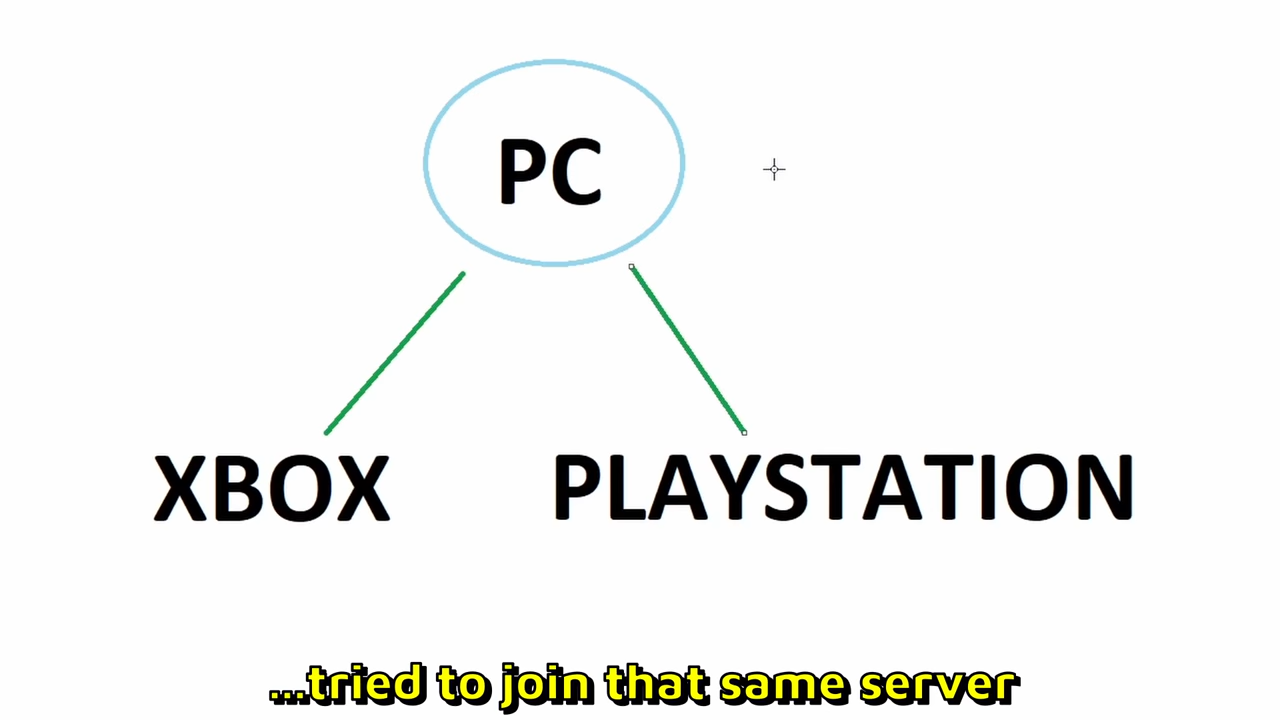 PC
XBOX PLAYSTATION
...tried to join that same server